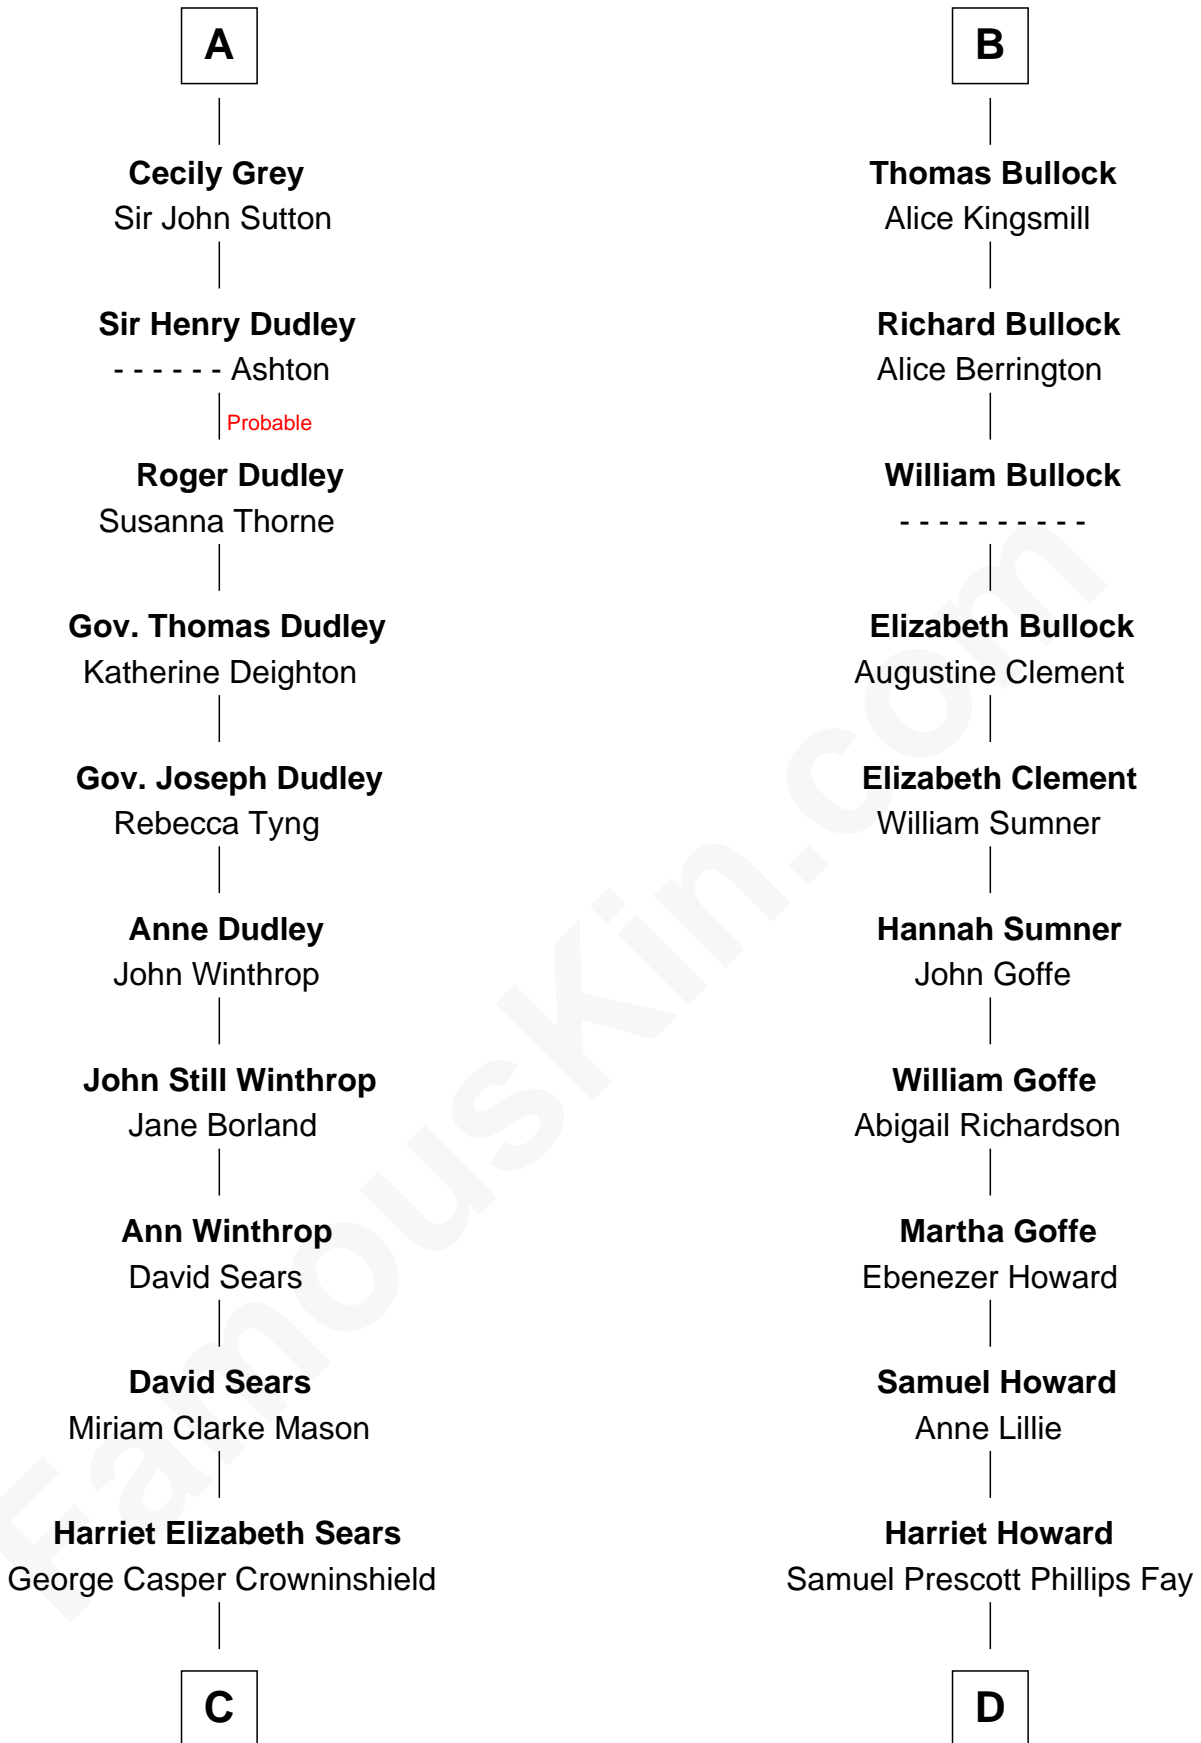 A
Cecily Grey
Sir John Sutton
Sir Henry Dudley
- - - - - - Ashton
Probable
Roger Dudley
Susanna Thorne
Gov. Thomas Dudley
Katherine Deighton
Gov. Joseph Dudley
Rebecca Tyng
Anne Dudley
John Winthrop
John Still Winthrop
Jane Borland
Ann Winthrop
David Sears
David Sears
Miriam Clarke Mason
Harriet Elizabeth Sears
George Casper Crowninshield
C
B
Thomas Bullock
Alice Kingsmill
Richard Bullock
Alice Berrington
William Bullock
- - - - - - - - - -
Elizabeth Bullock
Augustine Clement
Elizabeth Clement
William Sumner
Hannah Sumner
John Goffe
William Goffe
Abigail Richardson
Martha Goffe
Ebenezer Howard
Samuel Howard
Anne Lillie
Harriet Howard
Samuel Prescott Phillips Fay
D
FamousKin.com